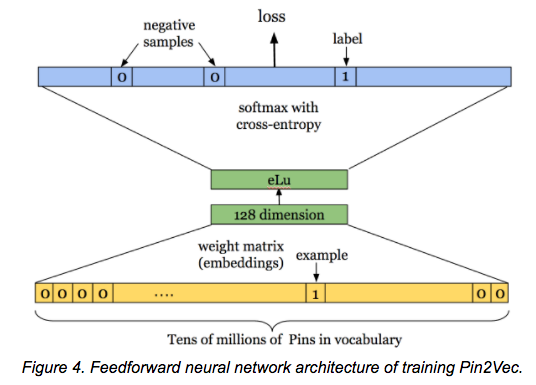 loss
negative
samples
label
0 0 1
softmax with
cross-entropy
eLu
128 dimension
weight matrix
(embeddings)
example
0 0 0 0 .... 1 0 0
Tens of millions of Pins in vocabulary
Figure 4. Feedforward neural network architecture of training Pin2Vec.